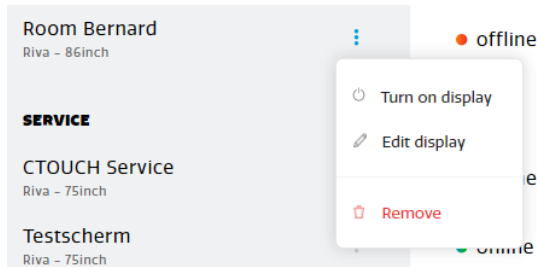 Room Bernard
Riva – 86inch
offline
Turn on display
Edit display
Remove
SERVICE
CTOUCH Service
Riva – 75inch
Testscherm
Riva – 75inch